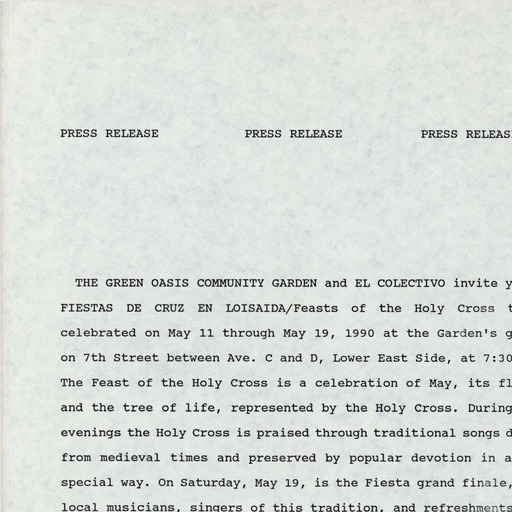 PRESS RELEASE PRESS RELEASE PRESS RELEASE
THE GREEN OASIS COMMUNITY GARDEN and EL COLECTIVO invite y
FIESTAS DE CRUZ EN LOISAIDA/Feasts of the Holy Cross t
celebrated on May 11 through May 19, 1990 at the Garden's g
on 7th Street between Ave. C and D, Lower East Side, at 7:30
The Feast of the Holy Cross is a celebration of May, its fl
and the tree of life, represented by the Holy Cross. During
evenings the Holy Cross is praised through traditional songs d
from medieval times and preserved by popular devotion in a
special way. On Saturday, May 19, is the Fiesta grand finale,
local musicians, singers of this tradition, and refreshments